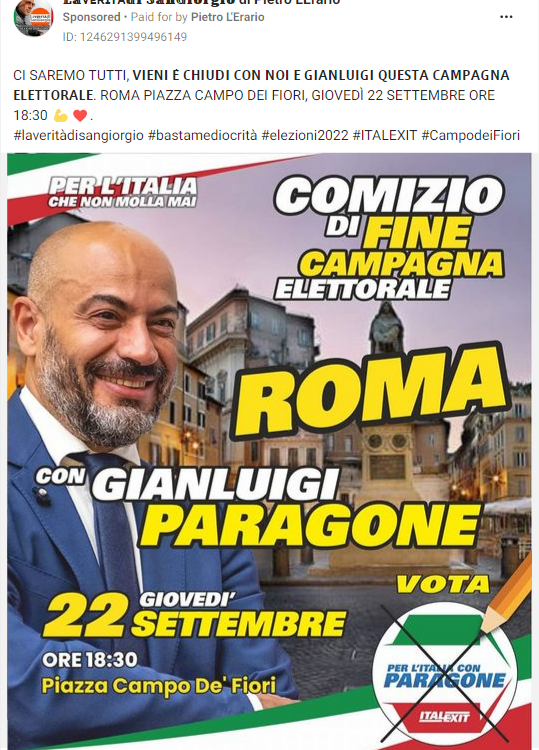 LaVERITÀdi SanGiorgio di Pietro LErario
Sponsored • Paid for by Pietro L'Erario
ID: 1246291399496149
CI SAREMO TUTTI, VIENI È CHIUDI CON NOI E GIANLUIGI QUESTA CAMPAGNA
ELETTORALE. ROMA PIAZZA CAMPO DEI FIORI, GIOVEDÌ 22 SETTEMBRE ORE
18:30 💪 ❤️ .
#laveritàdisangiorgio #bastamediocrità #elezioni2022 #ITALEXIT #CampodeiFiori
PER L'ITALIA
CHE NON MOLLA MAI
COMIZIO
DI FINE
CAMPAGNA
ELETTORALE
ROMA
CON GIANLUIGI
PARAGONE
VOTA
22 GIOVEDI'
SETTEMBRE
ORE 18:30
Piazza Campo De' Fiori
PER L'ITALIA CON
PARAGONE
ITALEXIT